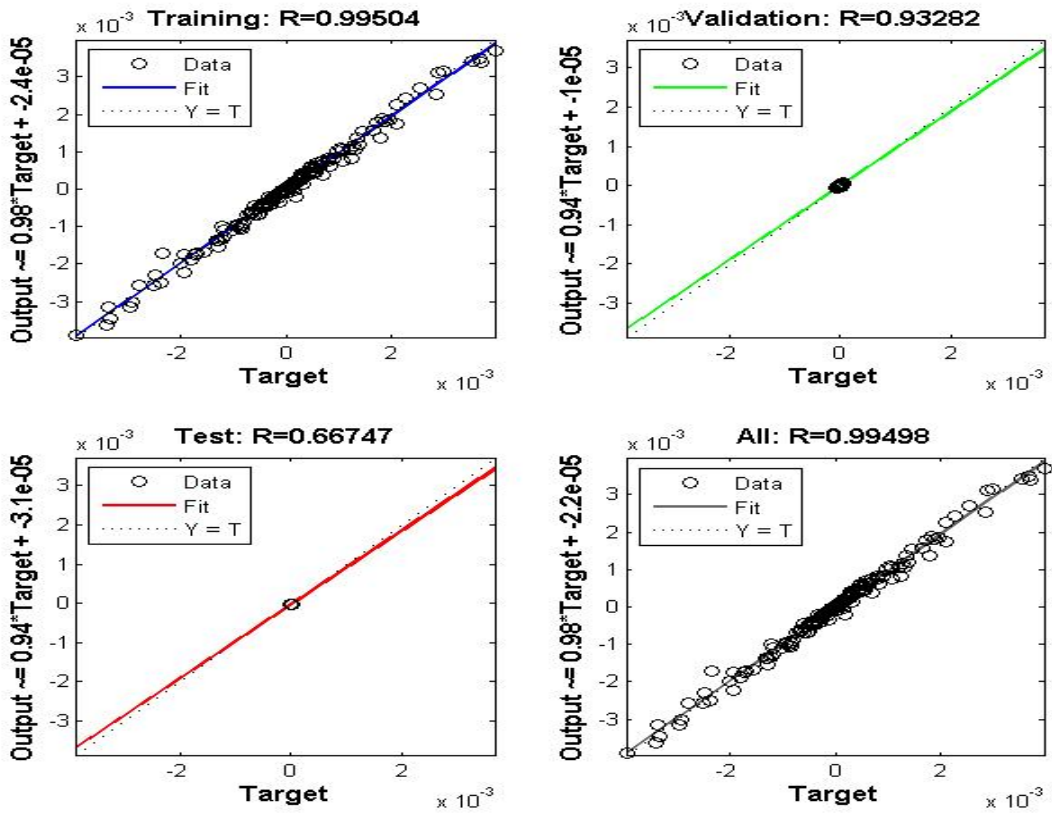 x 10-3
Training: R=0.99504
Output ~= 0.98*Target + -2.4e-05
Data
Fit
Y = T
3
2
1
0
-1
-2
-3
-2
0
2
Target
x 10-3
x 10-3
Validation: R=0.93282
Output ~= 0.94*Target + -1e-05
Data
Fit
Y = T
3
2
1
0
-1
-2
-3
-2
0
2
Target
x 10-3
x 10-3
Test: R=0.66747
Output ~= 0.94*Target + -3.1e-05
Data
Fit
Y = T
3
2
1
0
-1
-2
-3
-2
0
2
Target
x 10-3
x 10-3
All: R=0.99498
Output ~= 0.98*Target + -2.2e-05
Data
Fit
Y = T
3
2
1
0
-1
-2
-3
-2
0
2
Target
x 10-3